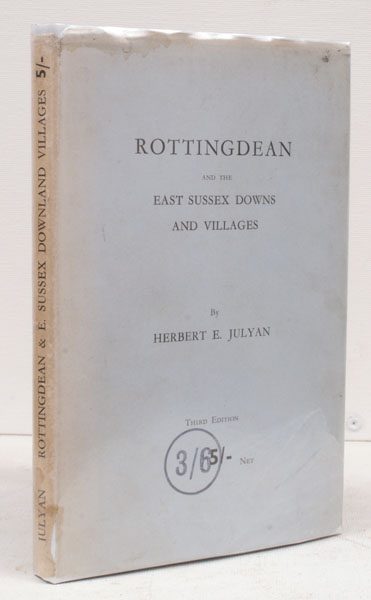 JULYAN ROTTINGDEAN & E. SUSSEX DOWNLAND VILLAGES 5/-
ROTTINGDEAN
AND THE
EAST SUSSEX DOWNS
AND VILLAGES
By
HERBERT E. JULYAN
THIRD EDITION
3/6 5/- NET